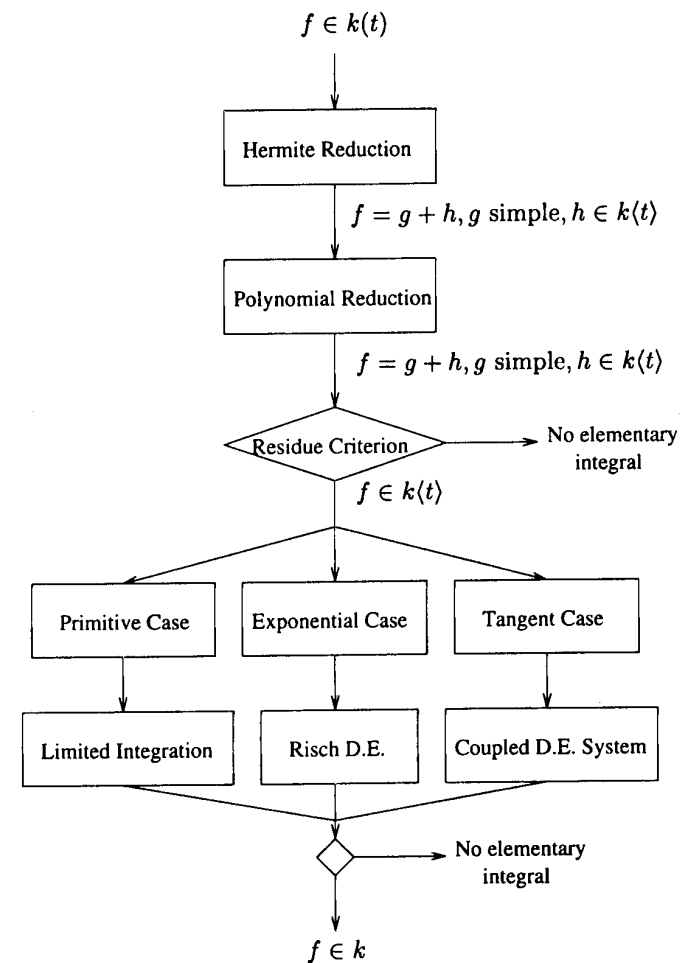 f ∈ k(t)
Hermite Reduction
f = g + h, g simple, h ∈ k⟨t⟩
Polynomial Reduction
f = g + h, g simple, h ∈ k⟨t⟩
Residue Criterion
No elementary
integral
f ∈ k⟨t⟩
Primitive Case
Exponential Case
Tangent Case
Limited Integration
Risch D.E.
Coupled D.E. System
No elementary
integral
f ∈ k